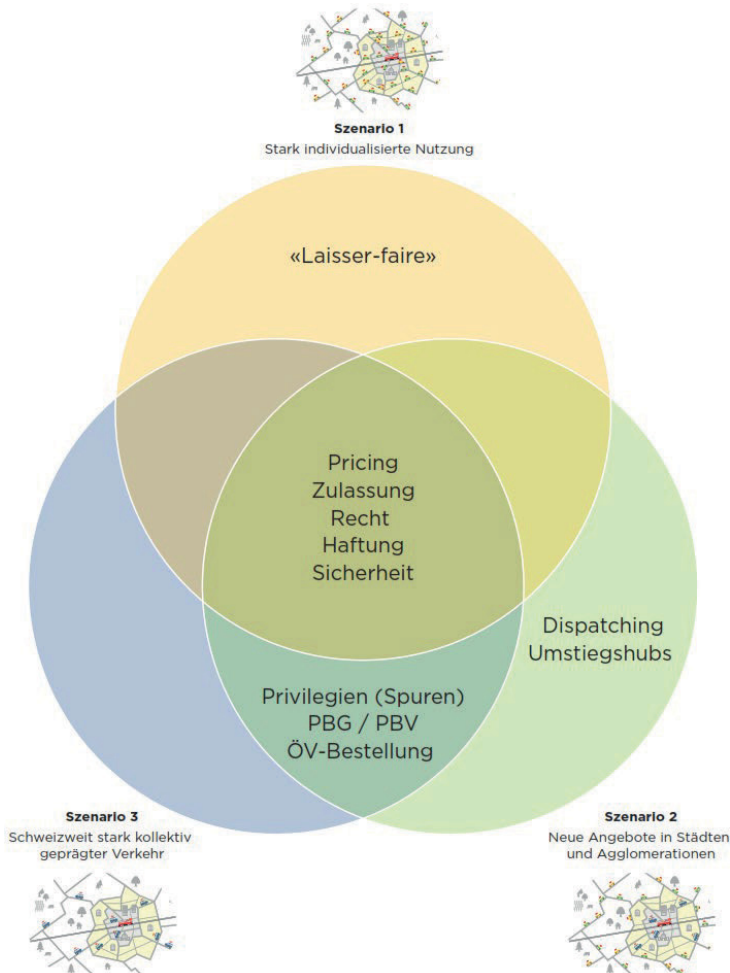 Szenario 1
Stark individualisierte Nutzung
«Laisser-faire»
Pricing
Zulassung
Recht
Haftung
Sicherheit
Dispatching
Umstiegshubs
Privilegien (Spuren)
PBG / PBV
ÖV-Bestellung
Szenario 3
Schweizweit stark kollektiv
geprägter Verkehr
Szenario 2
Neue Angebote in Städten
und Agglomerationen